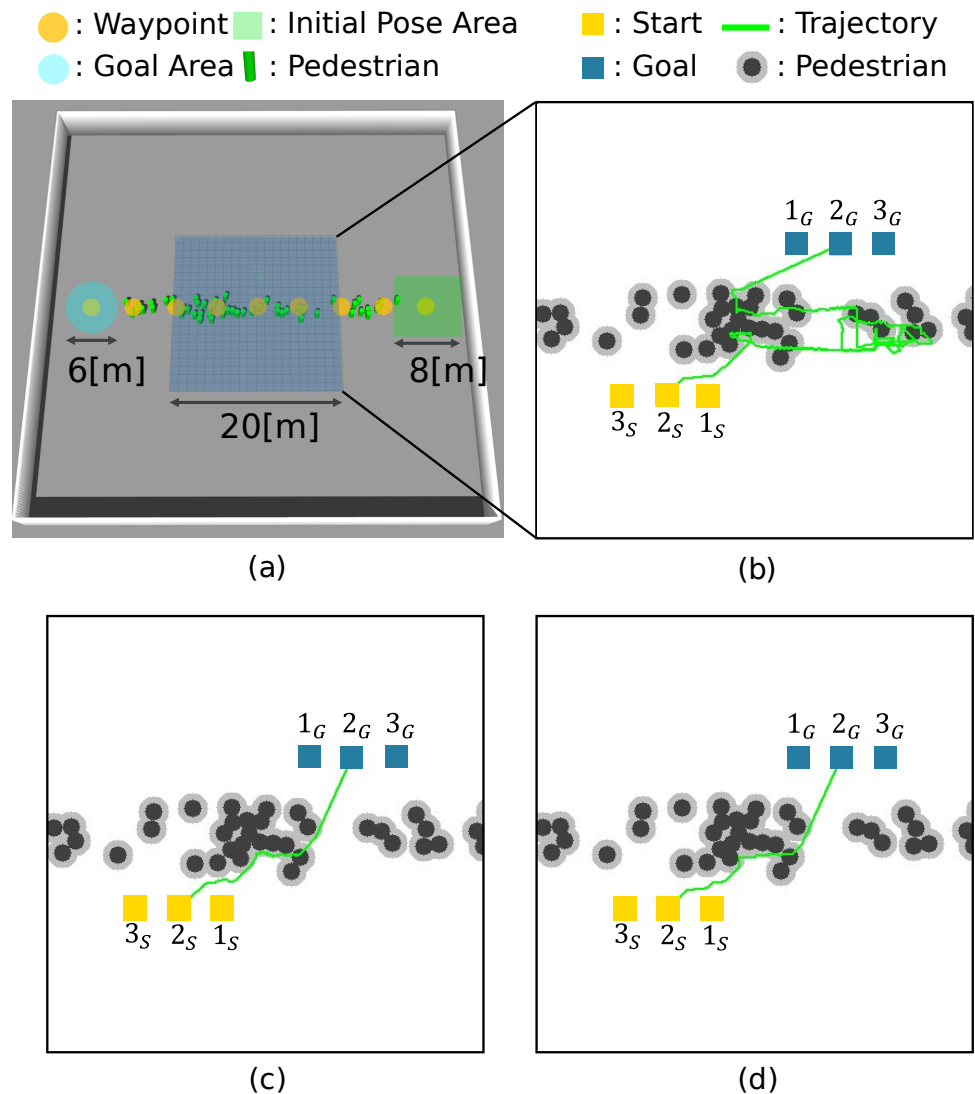 : Waypoint : Initial Pose Area : Start : Trajectory
: Goal Area : Pedestrian : Goal : Pedestrian
6[m] 8[m]
20[m]
1G 2G 3G
3S 2S 1S
(a) (b)
1G 2G 3G 1G 2G 3G
3S 2S 1S 3S 2S 1S
(c) (d)